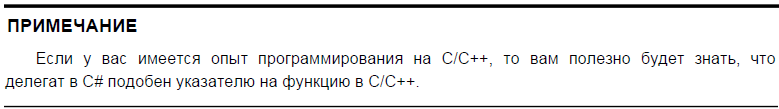 ПРИМЕЧАНИЕ
Если у вас имеется опыт программирования на C/C++, то вам полезно будет знать, что
делегат в C# подобен указателю на функцию в C/C++.